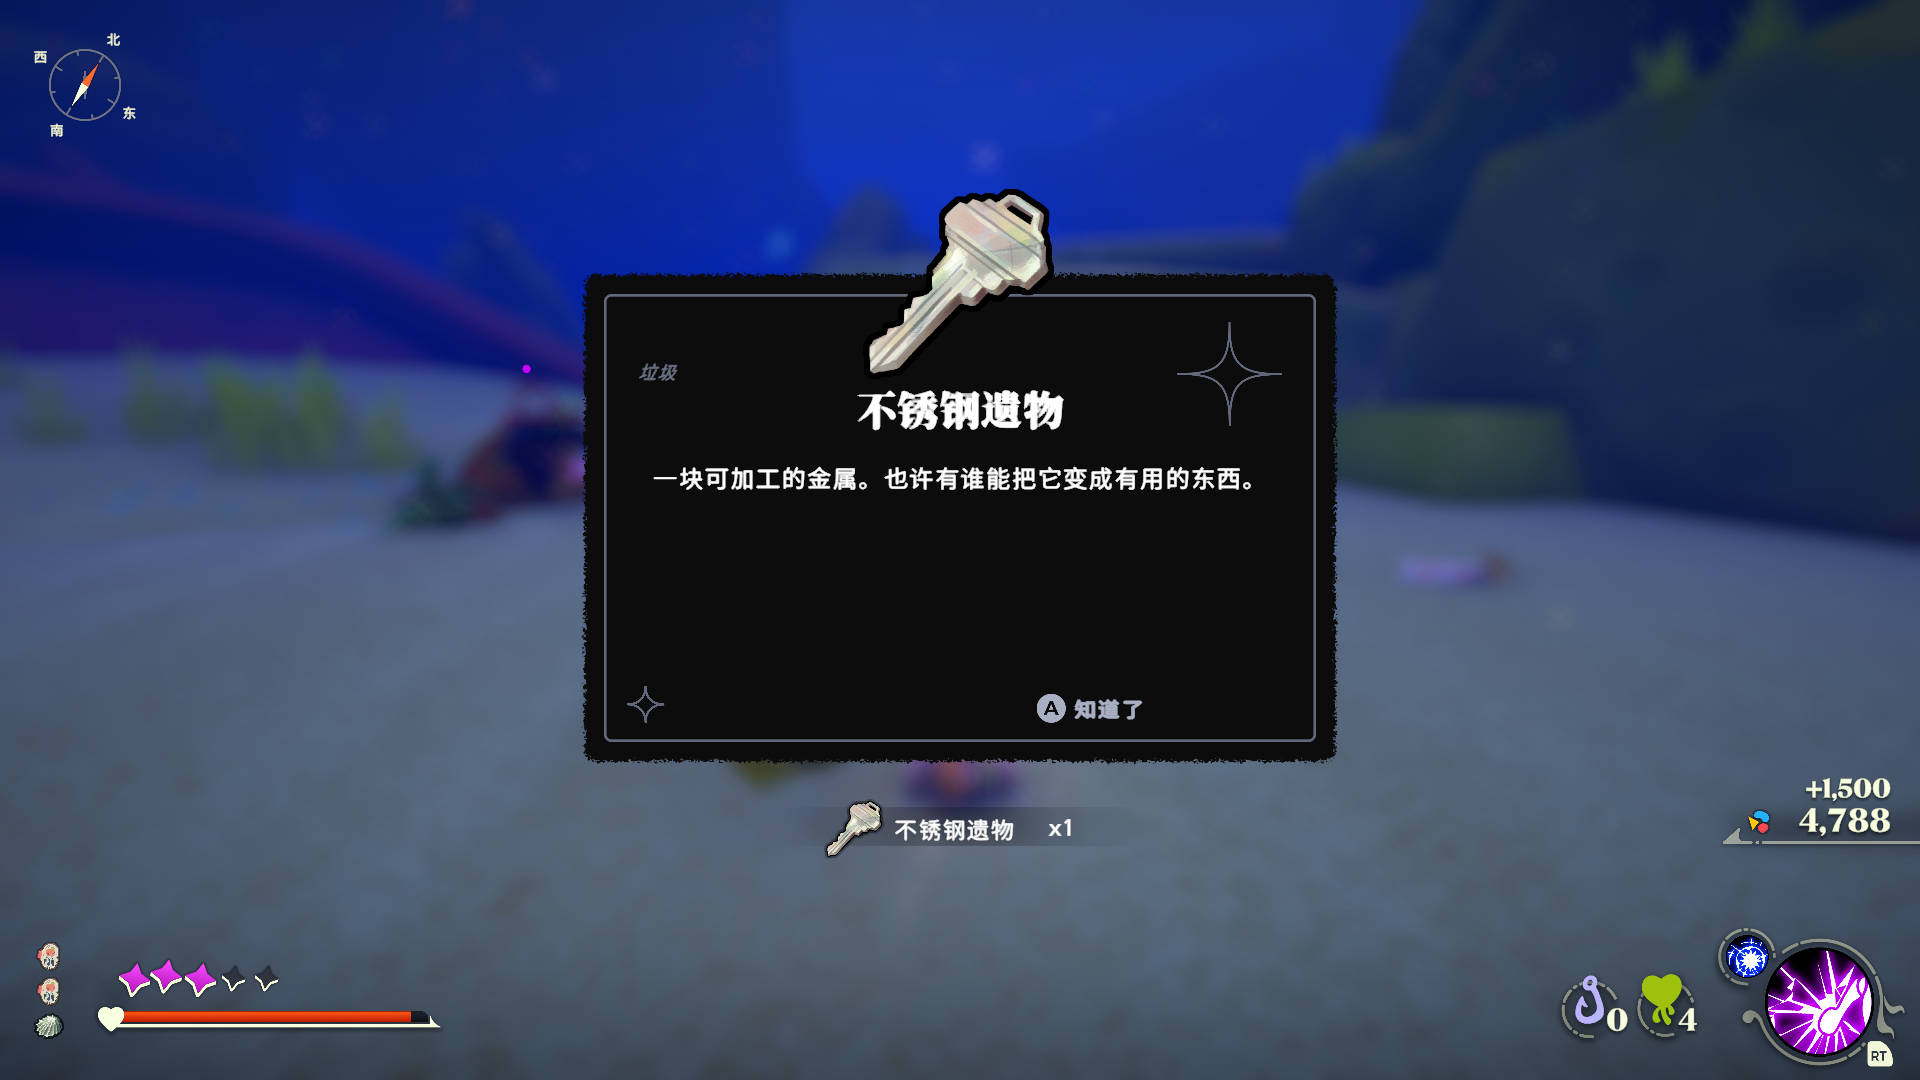 北
西
东
南
垃圾
不锈钢遗物
一块可加工的金属。也许有谁能把它变成有用的东西。
A 知道了
不锈钢遗物 x1
+1,500
4,788
0
4
RT